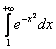 ∫₁^{+∞} e^{-x²} dx